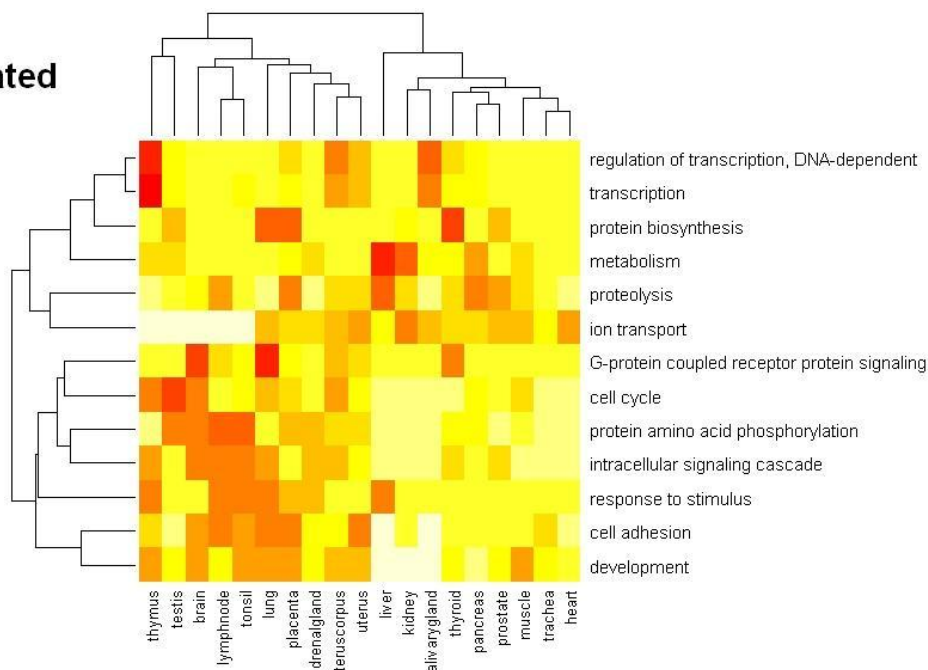 ated
regulation of transcription, DNA-dependent
transcription
protein biosynthesis
metabolism
proteolysis
ion transport
G-protein coupled receptor protein signaling
cell cycle
protein amino acid phosphorylation
intracellular signaling cascade
response to stimulus
cell adhesion
development
thymus
testis
brain
lymphnode
tonsil
lung
placenta
drenalgland
teruscorpus
uterus
liver
kidney
alivarygland
thyroid
pancreas
prostate
muscle
trachea
heart